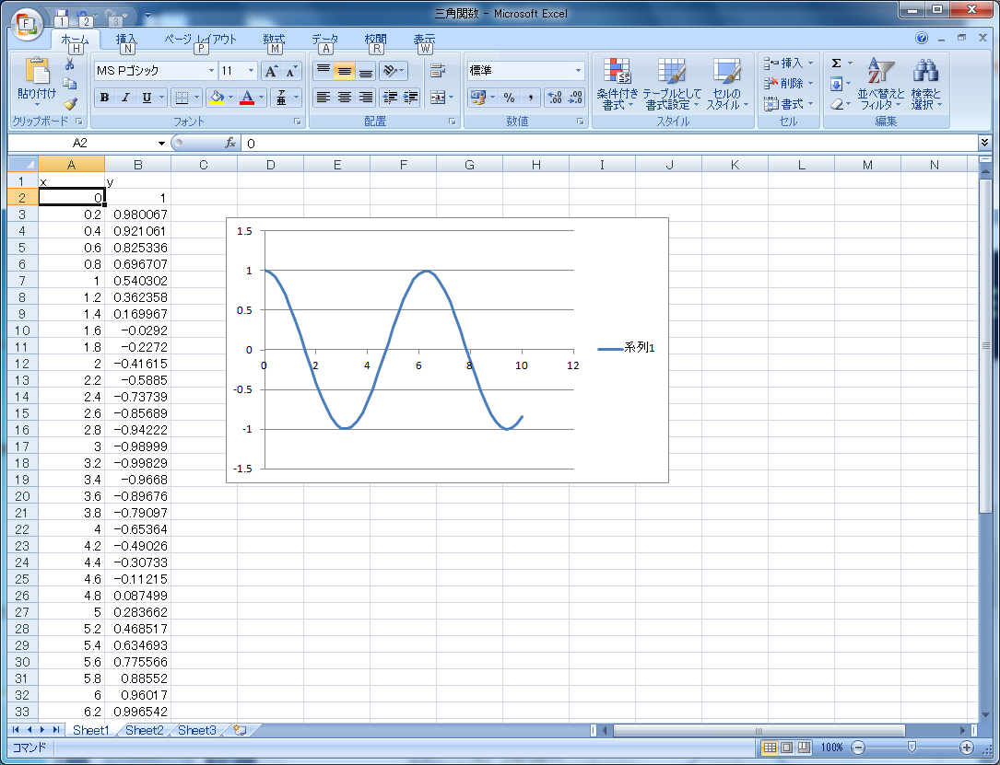 三角関数 - Microsoft Excel
F 1 2 3
ホーム 挿入 ページ レイアウト 数式 データ 校閲 表示
H N P M A R W
貼り付け
クリップボード
MS Pゴシック 11 A A
B I U A 亜
フォント
配置
標準
% ,
.0 .00 .00 .0
数値
条件付き書式
テーブルとして書式設定
セルのスタイル
スタイル
挿入
削除
書式
セル
Σ
A Z
並べ替えとフィルタ
検索と選択
編集
A2 fx 0
A B C D E F G H I J K L M N
1 x y
2 0 1
3 0.2 0.980067
4 0.4 0.921061
5 0.6 0.825336
6 0.8 0.696707
7 1 0.540302
8 1.2 0.362358
9 1.4 0.169967
10 1.6 -0.0292
11 1.8 -0.2272
12 2 -0.41615
13 2.2 -0.5885
14 2.4 -0.73739
15 2.6 -0.85689
16 2.8 -0.94222
17 3 -0.98999
18 3.2 -0.99829
19 3.4 -0.9668
20 3.6 -0.89676
21 3.8 -0.79097
22 4 -0.65364
23 4.2 -0.49026
24 4.4 -0.30733
25 4.6 -0.11215
26 4.8 0.087499
27 5 0.283662
28 5.2 0.468517
29 5.4 0.634693
30 5.6 0.775566
31 5.8 0.88552
32 6 0.96017
33 6.2 0.996542
1.5
1
0.5
0
-0.5
-1
-1.5
0 2 4 6 8 10 12
系列1
Sheet1 Sheet2 Sheet3
コマンド 100%